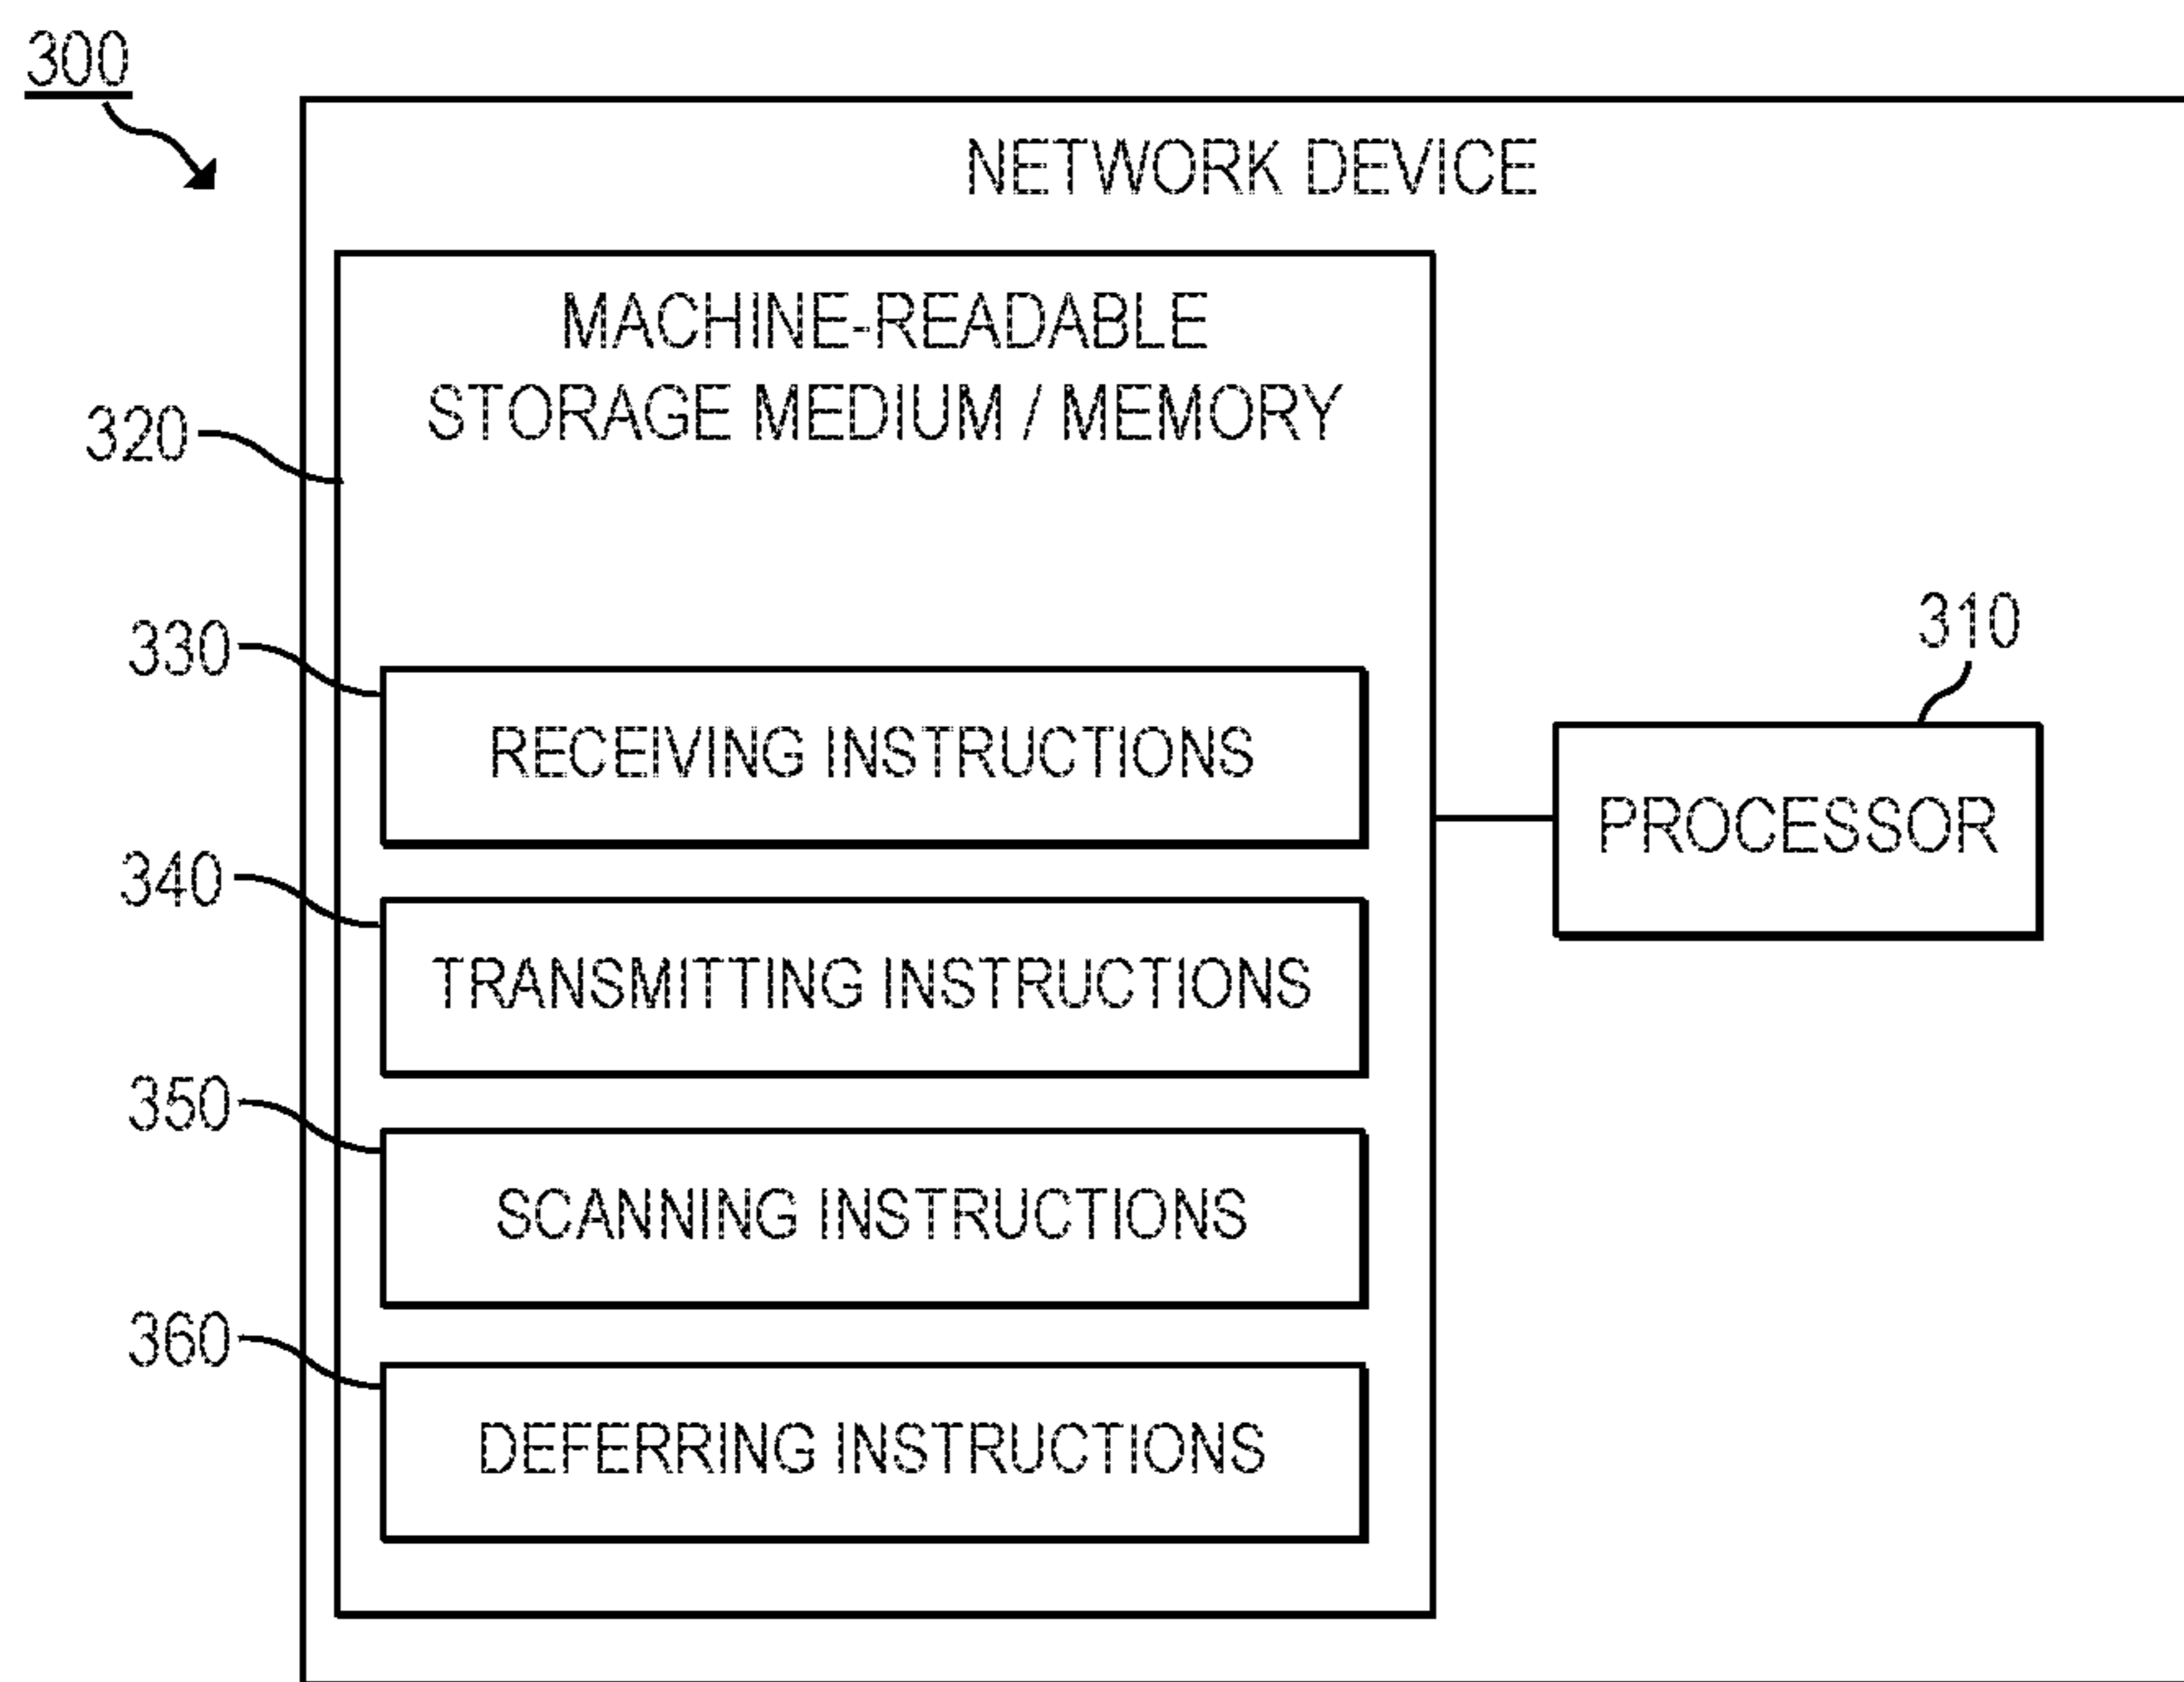 300
NETWORK DEVICE
MACHINE-READABLE
STORAGE MEDIUM / MEMORY
320
330
RECEIVING INSTRUCTIONS
310
PROCESSOR
340
TRANSMITTING INSTRUCTIONS
350
SCANNING INSTRUCTIONS
360
DEFERRING INSTRUCTIONS